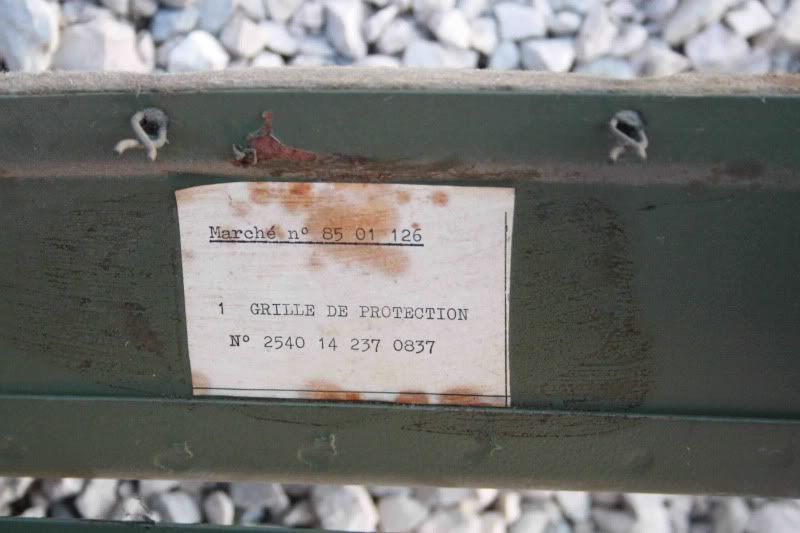 Marché n° 85 01 126
1 GRILLE DE PROTECTION
N° 2540 14 237 0837